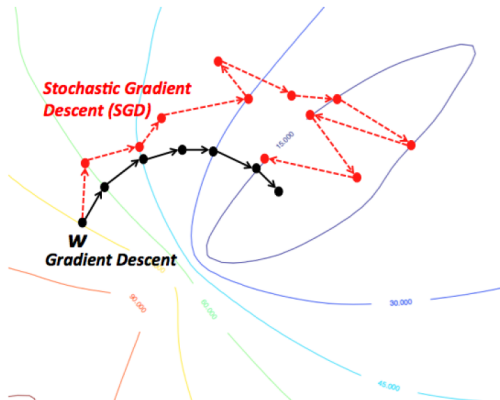 Stochastic Gradient
Descent (SGD)
15.000
W
Gradient Descent
90.000
60.000
30.000
45.000